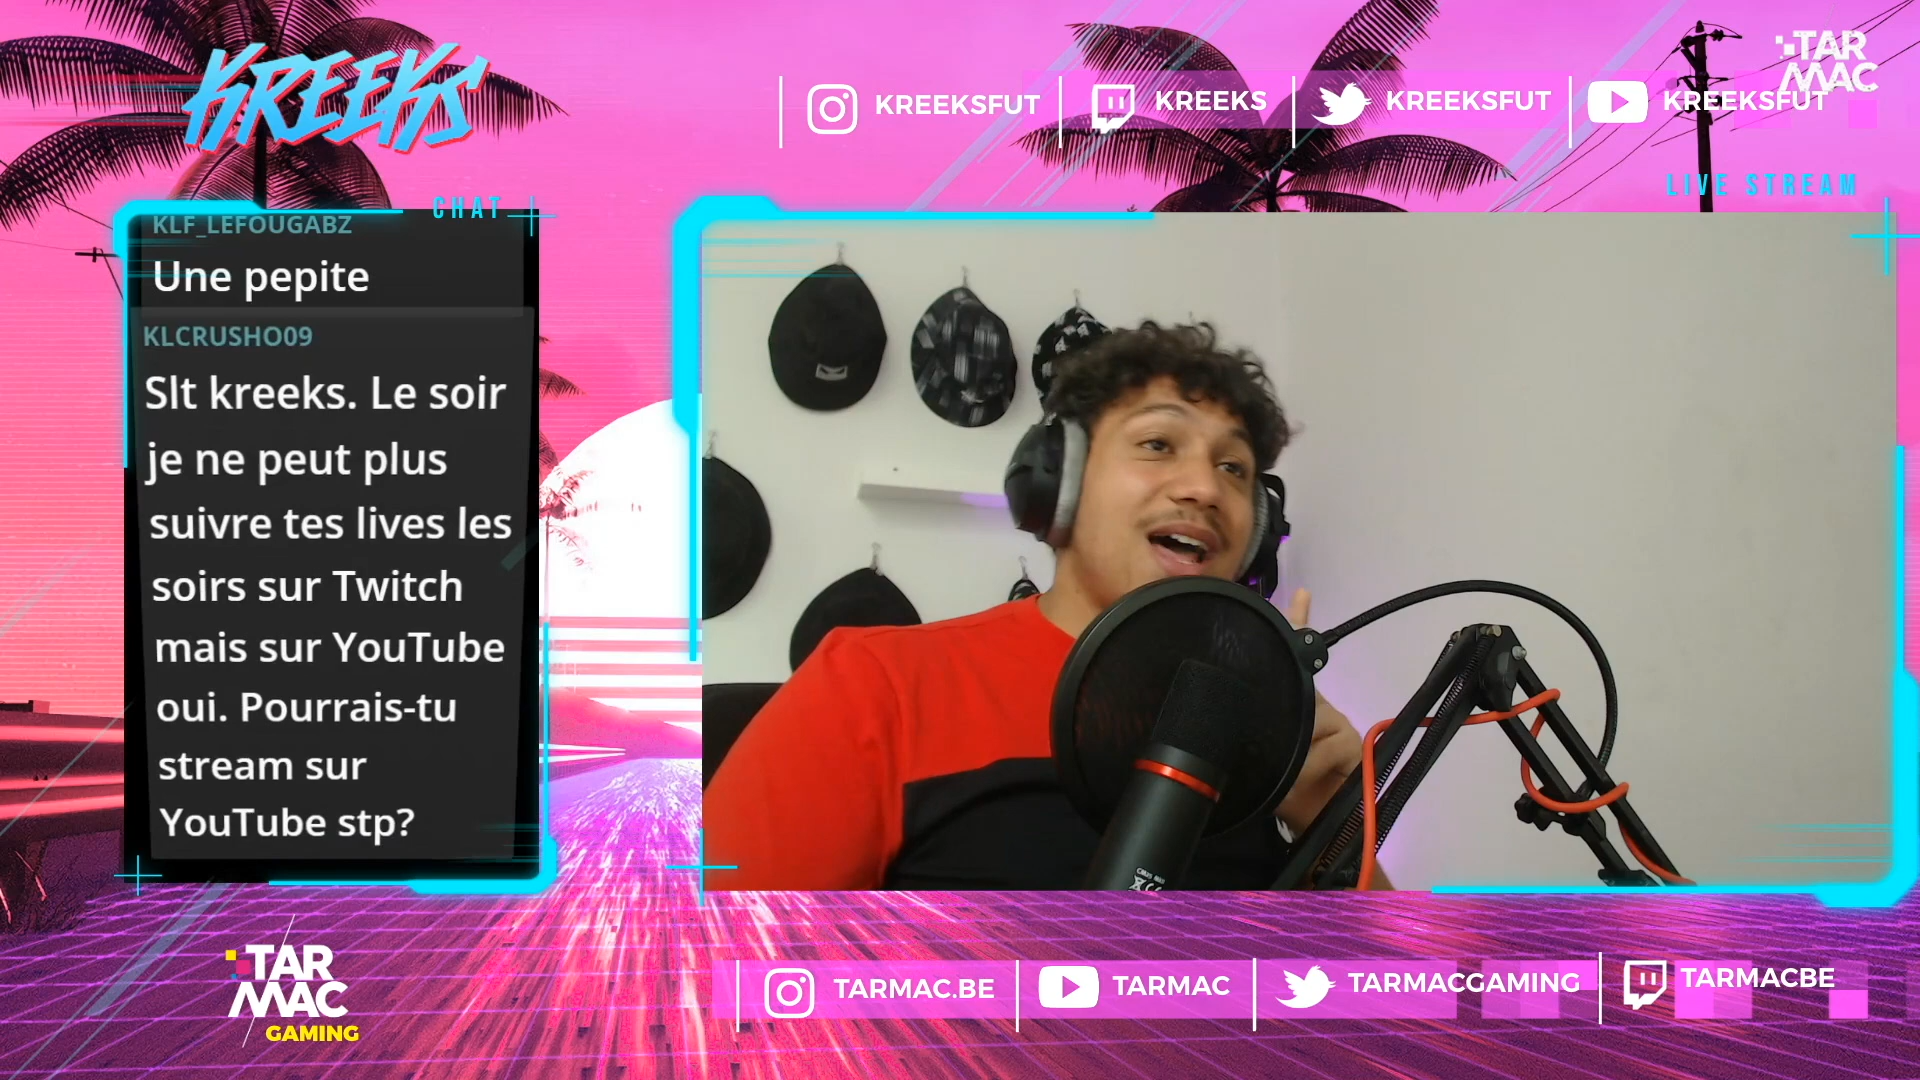 KREEKS
KREEKSFUT
KREEKS
KREEKSFUT
KREEKSFUT
TAR
MAC
CHAT
LIVE STREAM
KLF_LEFOUGABZ
Une pepite
KLCRUSHO09
Slt kreeks. Le soir
je ne peut plus
suivre tes lives les
soirs sur Twitch
mais sur YouTube
oui. Pourrais-tu
stream sur
YouTube stp?
TAR
MAC
GAMING
TARMAC.BE
TARMAC
TARMACGAMING
TARMACBE